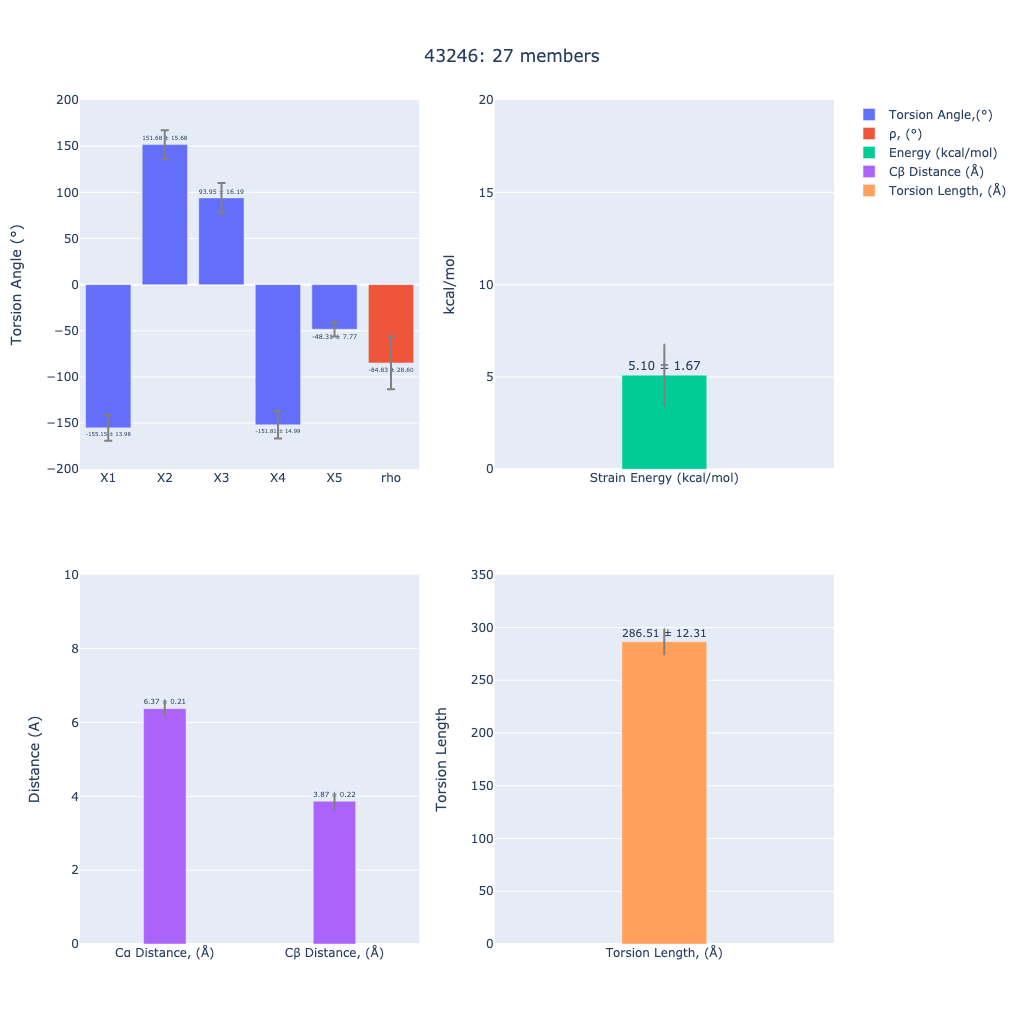 43246: 27 members
Torsion Angle (°)
200
150
100
50
0
−50
−100
−150
−200
-155.15 ± 13.98
151.68 ± 15.68
93.95 ± 16.19
-151.81 ± 14.99
-48.31 ± 7.77
-84.83 ± 28.60
X1
X2
X3
X4
X5
rho
kcal/mol
20
15
10
5
0
5.10 ± 1.67
Strain Energy (kcal/mol)
Torsion Angle,(°)
ρ, (°)
Energy (kcal/mol)
Cβ Distance (Å)
Torsion Length, (Å)
Distance (A)
10
8
6
4
2
0
6.37 ± 0.21
3.87 ± 0.22
Cα Distance, (Å)
Cβ Distance, (Å)
Torsion Length
350
300
250
200
150
100
50
0
286.51 ± 12.31
Torsion Length, (Å)